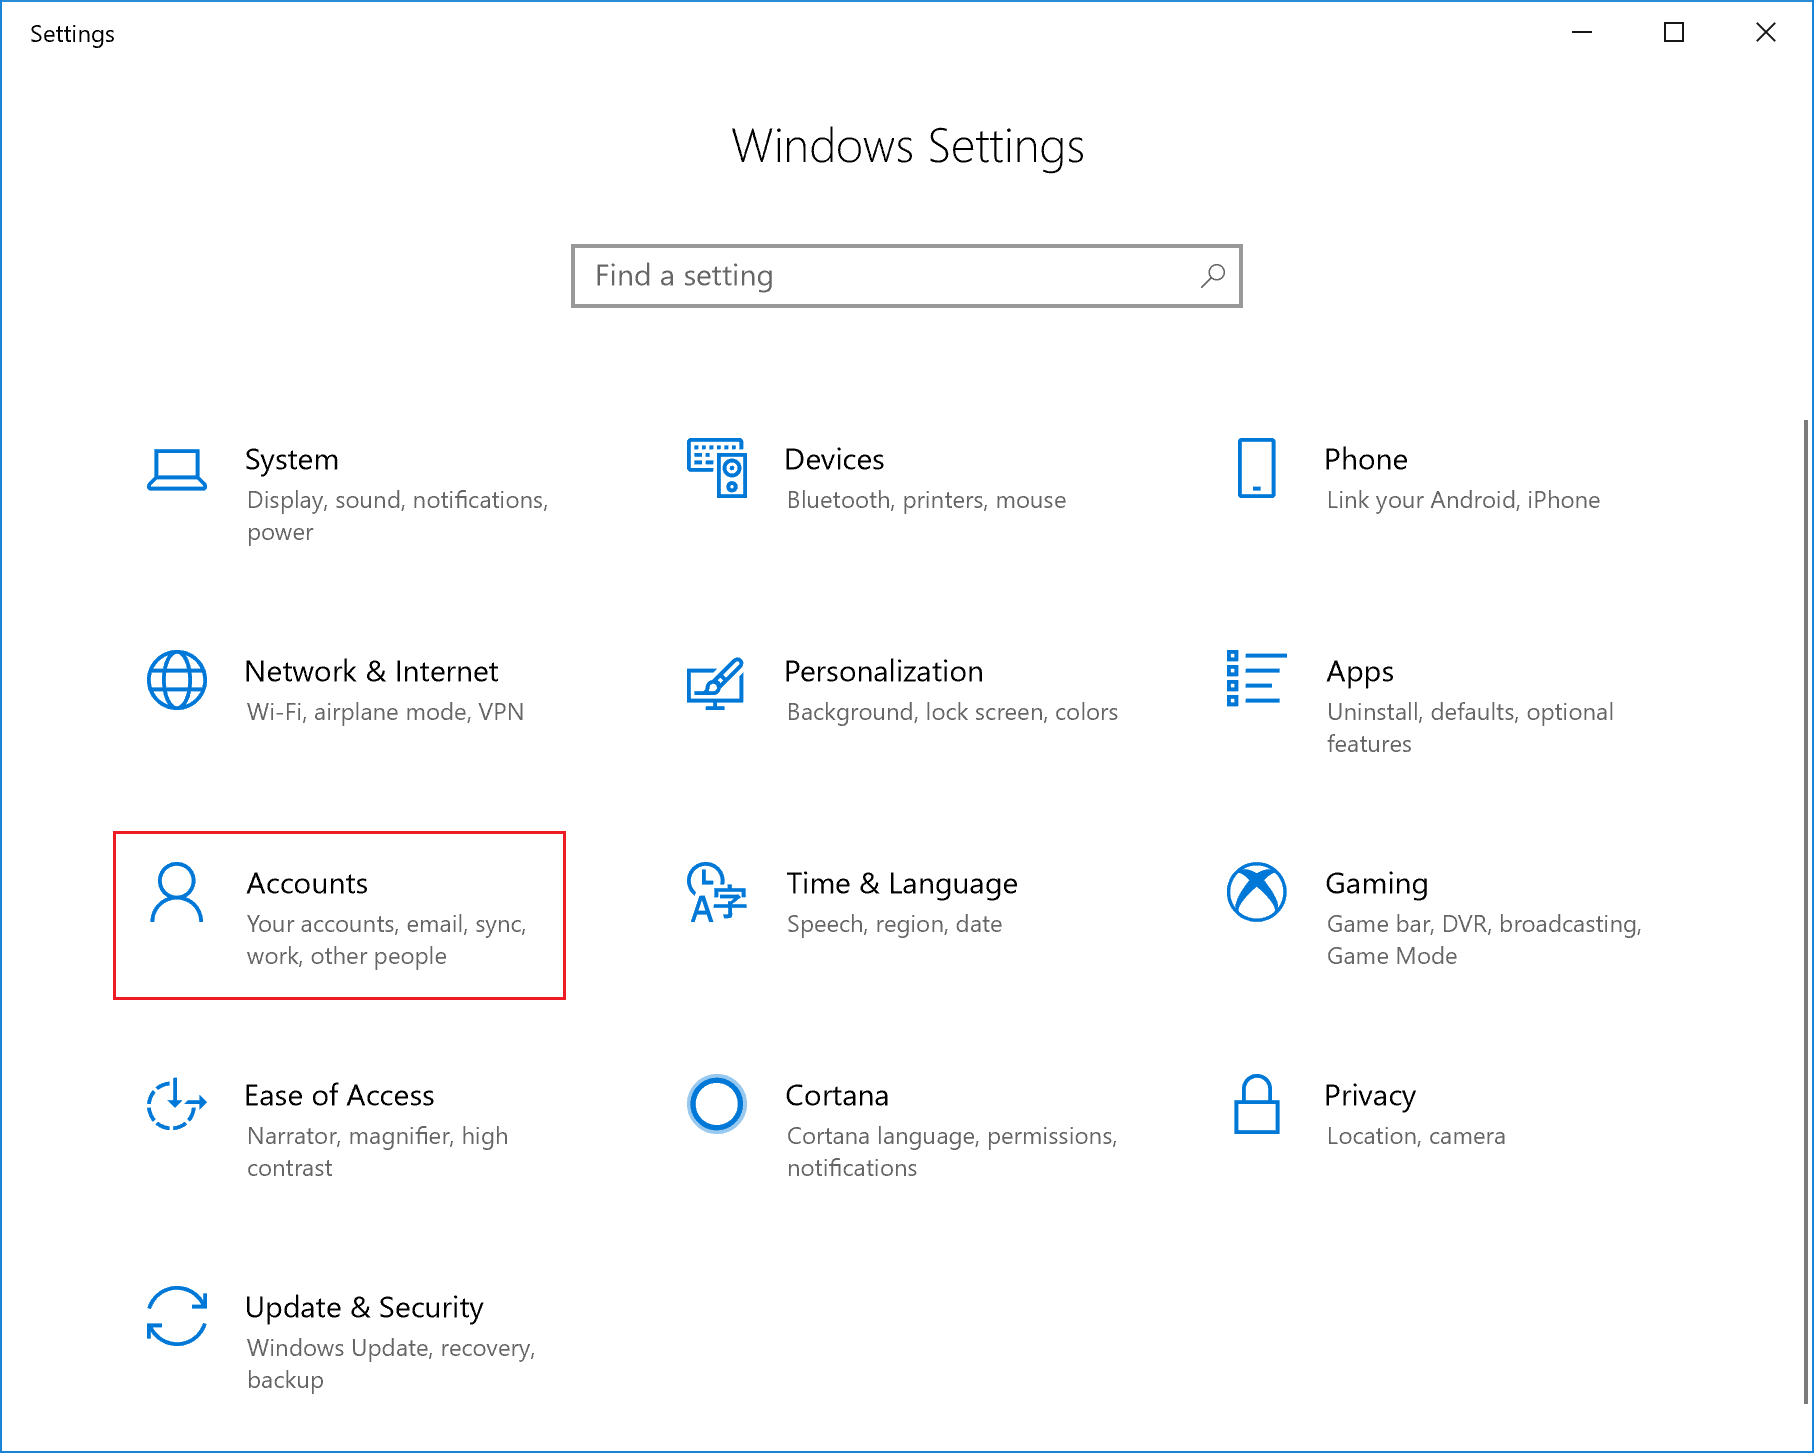 Settings
Windows Settings
Find a setting
System
Display, sound, notifications,
power
Devices
Bluetooth, printers, mouse
Phone
Link your Android, iPhone
Network & Internet
Wi-Fi, airplane mode, VPN
Personalization
Background, lock screen, colors
Apps
Uninstall, defaults, optional
features
Accounts
Your accounts, email, sync,
work, other people
Time & Language
Speech, region, date
Gaming
Game bar, DVR, broadcasting,
Game Mode
Ease of Access
Narrator, magnifier, high
contrast
Cortana
Cortana language, permissions,
notifications
Privacy
Location, camera
Update & Security
Windows Update, recovery,
backup